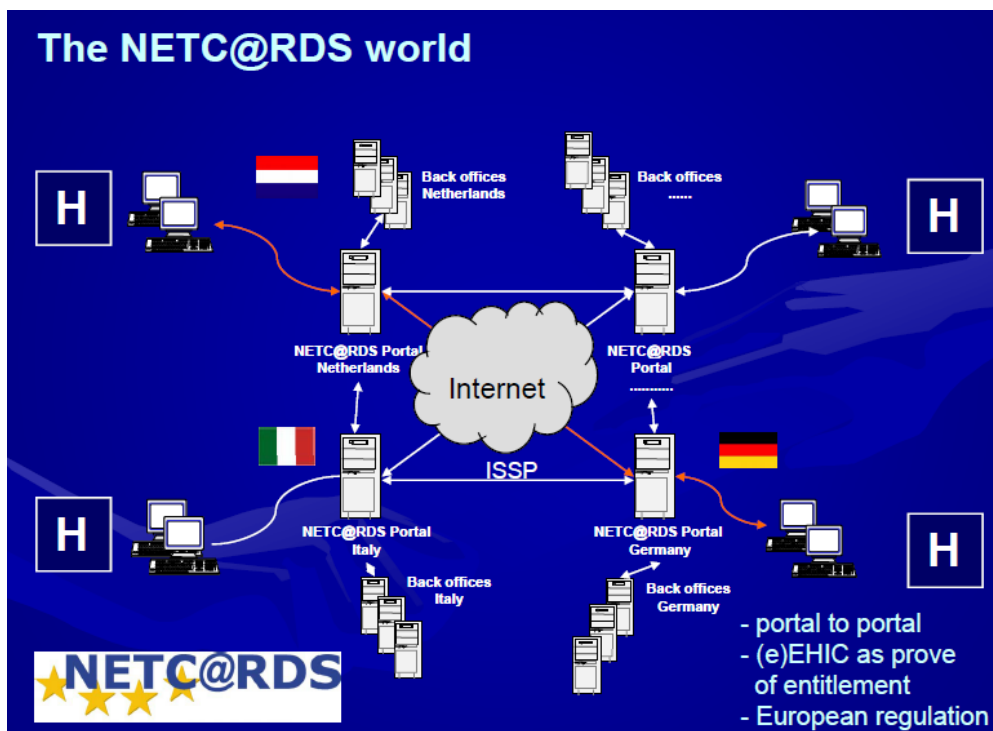 The NETC@RDS world
H
Back offices
Netherlands
Back offices
......
H
NETC@RDS Portal
Netherlands
NETC@RDS
Portal
...........
Internet
ISSP
H
NETC@RDS Portal
Italy
NETC@RDS Portal
Germany
H
Back offices
Italy
Back offices
Germany
- portal to portal
- (e)EHIC as prove
of entitlement
- European regulation
NETC@RDS